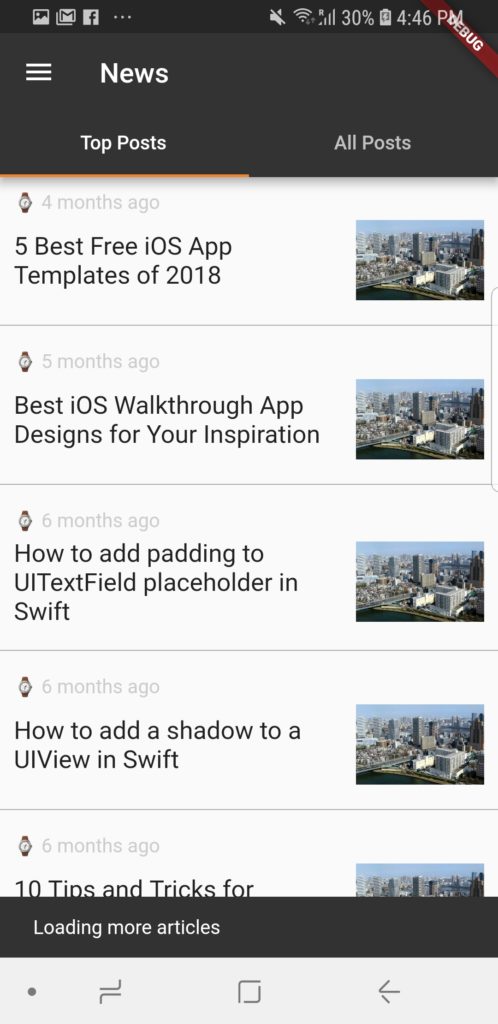 30% 4:46 PM
DEBUG
News
Top Posts
All Posts
4 months ago
5 Best Free iOS App
Templates of 2018
5 months ago
Best iOS Walkthrough App
Designs for Your Inspiration
6 months ago
How to add padding to
UITextField placeholder in
Swift
6 months ago
How to add a shadow to a
UIView in Swift
6 months ago
10 Tips and Tricks for
Loading more articles